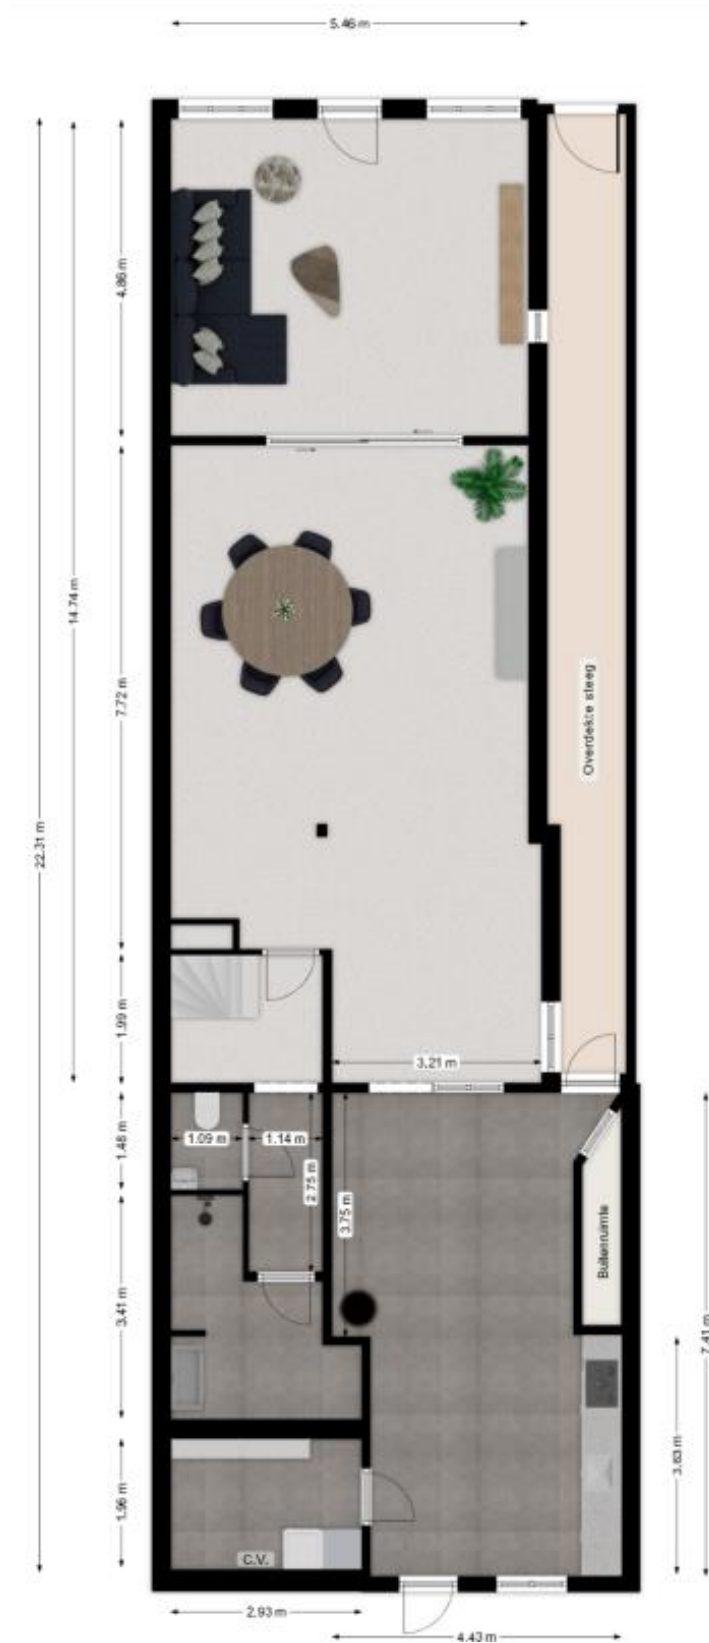 5.46 m
4.86 m
14.74 m
7.72 m
22.31 m
Overdekte steeg
1.99 m
3.21 m
1.48 m
1.09 m
1.14 m
2.75 m
3.75 m
Buitenruimte
3.41 m
7.41 m
3.63 m
1.96 m
C.V.
2.93 m
4.43 m